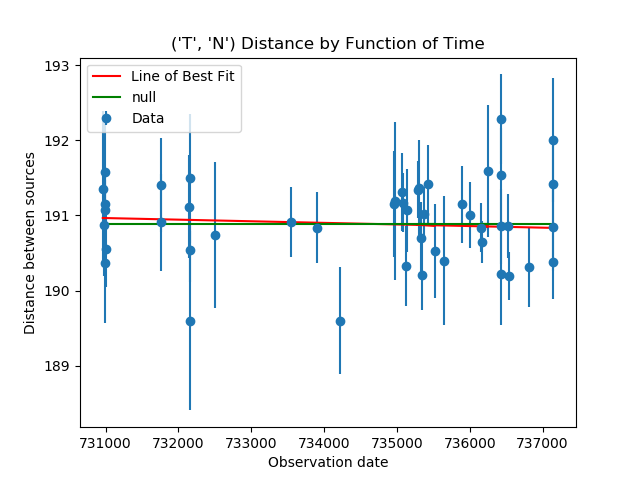 ('T', 'N') Distance by Function of Time
Distance between sources
193
192
191
190
189
Line of Best Fit
null
Data
731000 732000 733000 734000 735000 736000 737000
Observation date